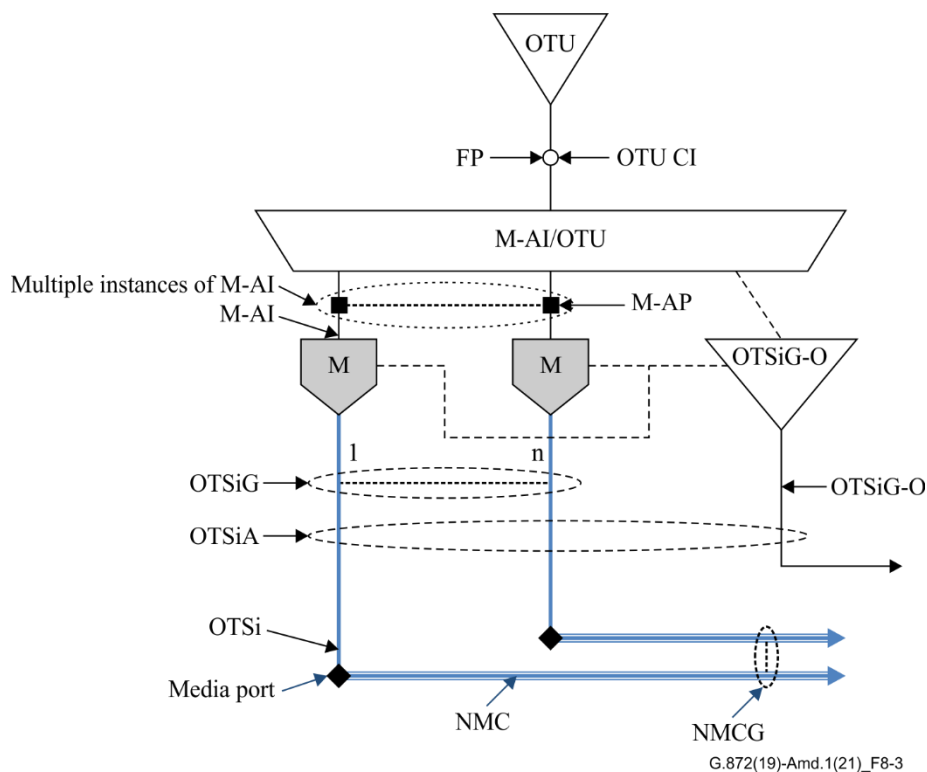 OTU
FP
OTU CI
M-AI/OTU
Multiple instances of M-AI
M-AP
M-AI
M
M
OTSiG-O
1
n
OTSiG
OTSiG-O
OTSiA
OTSi
Media port
NMC
NMCG
G.872(19)-Amd.1(21)_F8-3